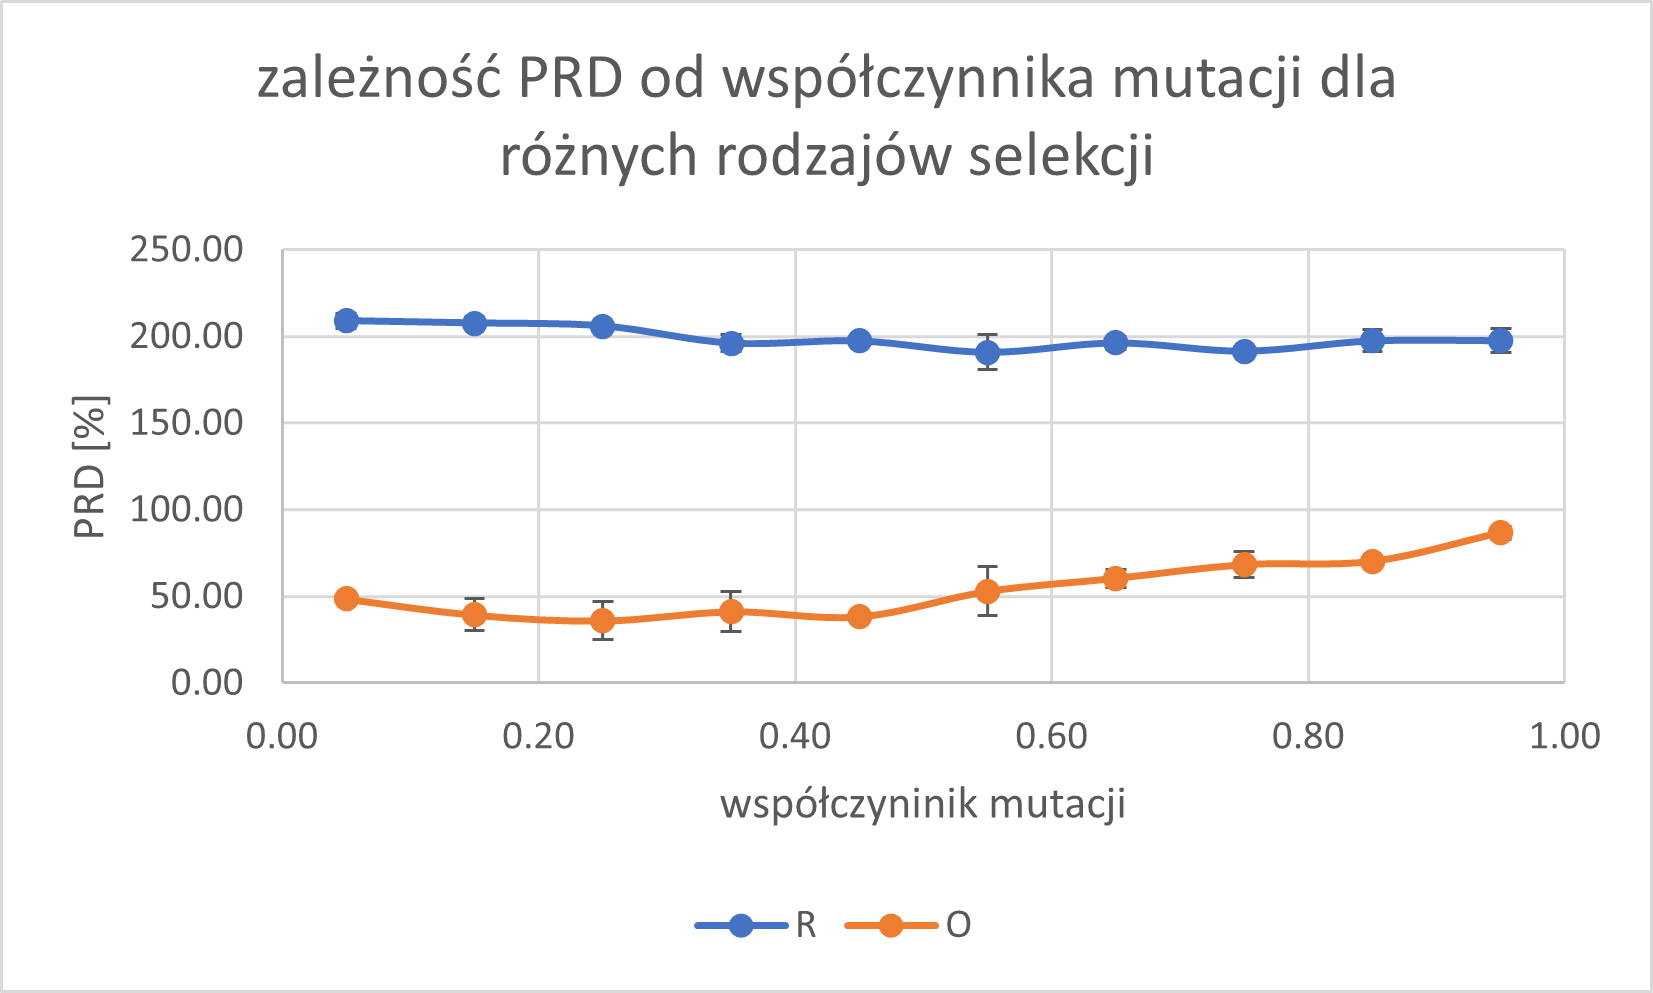 zależność PRD od współczynnika mutacji dla
różnych rodzajów selekcji
250.00
200.00
150.00
100.00
50.00
0.00
PRD [%]
0.00 0.20 0.40 0.60 0.80 1.00
współczyninik mutacji
R O